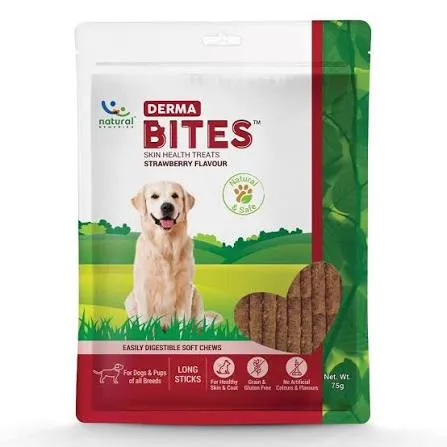 natural
REMEDIES
DERMA
BITES™
SKIN HEALTH TREATS
STRAWBERRY FLAVOUR
Natural
& Safe
EASILY DIGESTIBLE SOFT CHEWS
For Dogs & Pups
of all Breeds
LONG
STICKS
For Healthy
Skin & Coat
Grain &
Gluten Free
No Artificial
Colours & Flavours
Net. Wt.
75g